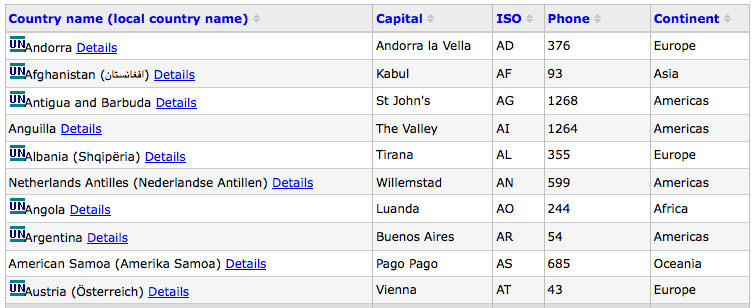 Country name (local country name) Capital ISO Phone Continent
UN Andorra Details Andorra la Vella AD 376 Europe
UN Afghanistan (افغانستان) Details Kabul AF 93 Asia
UN Antigua and Barbuda Details St John's AG 1268 Americas
Anguilla Details The Valley AI 1264 Americas
UN Albania (Shqipëria) Details Tirana AL 355 Europe
Netherlands Antilles (Nederlandse Antillen) Details Willemstad AN 599 Americas
UN Angola Details Luanda AO 244 Africa
UN Argentina Details Buenos Aires AR 54 Americas
American Samoa (Amerika Samoa) Details Pago Pago AS 685 Oceania
UN Austria (Österreich) Details Vienna AT 43 Europe